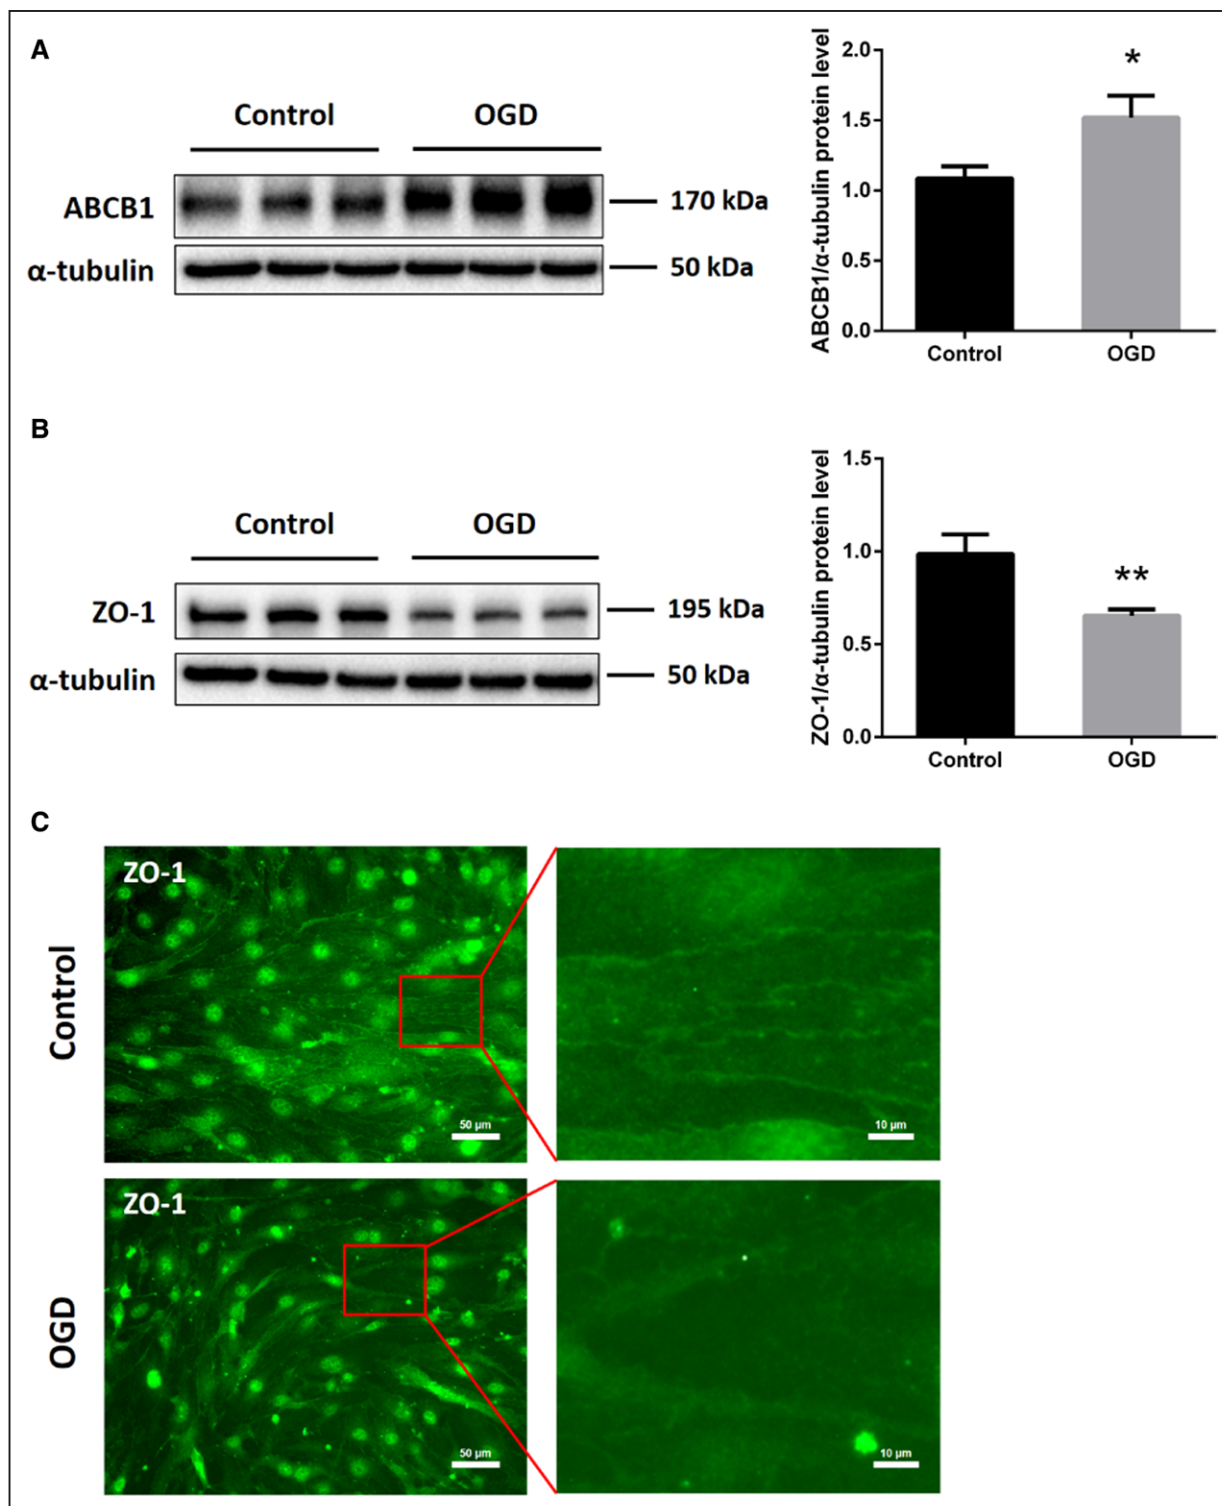 A
Control OGD
ABCB1
170 kDa
α-tubulin
50 kDa
ABCB1/α-tubulin protein level
2.0
1.5
1.0
0.5
0.0
*
Control OGD
B
Control OGD
ZO-1
195 kDa
α-tubulin
50 kDa
ZO-1/α-tubulin protein level
1.5
1.0
0.5
0.0
**
Control OGD
C
Control
ZO-1
50 µm
10 µm
OGD
ZO-1
50 µm
10 µm